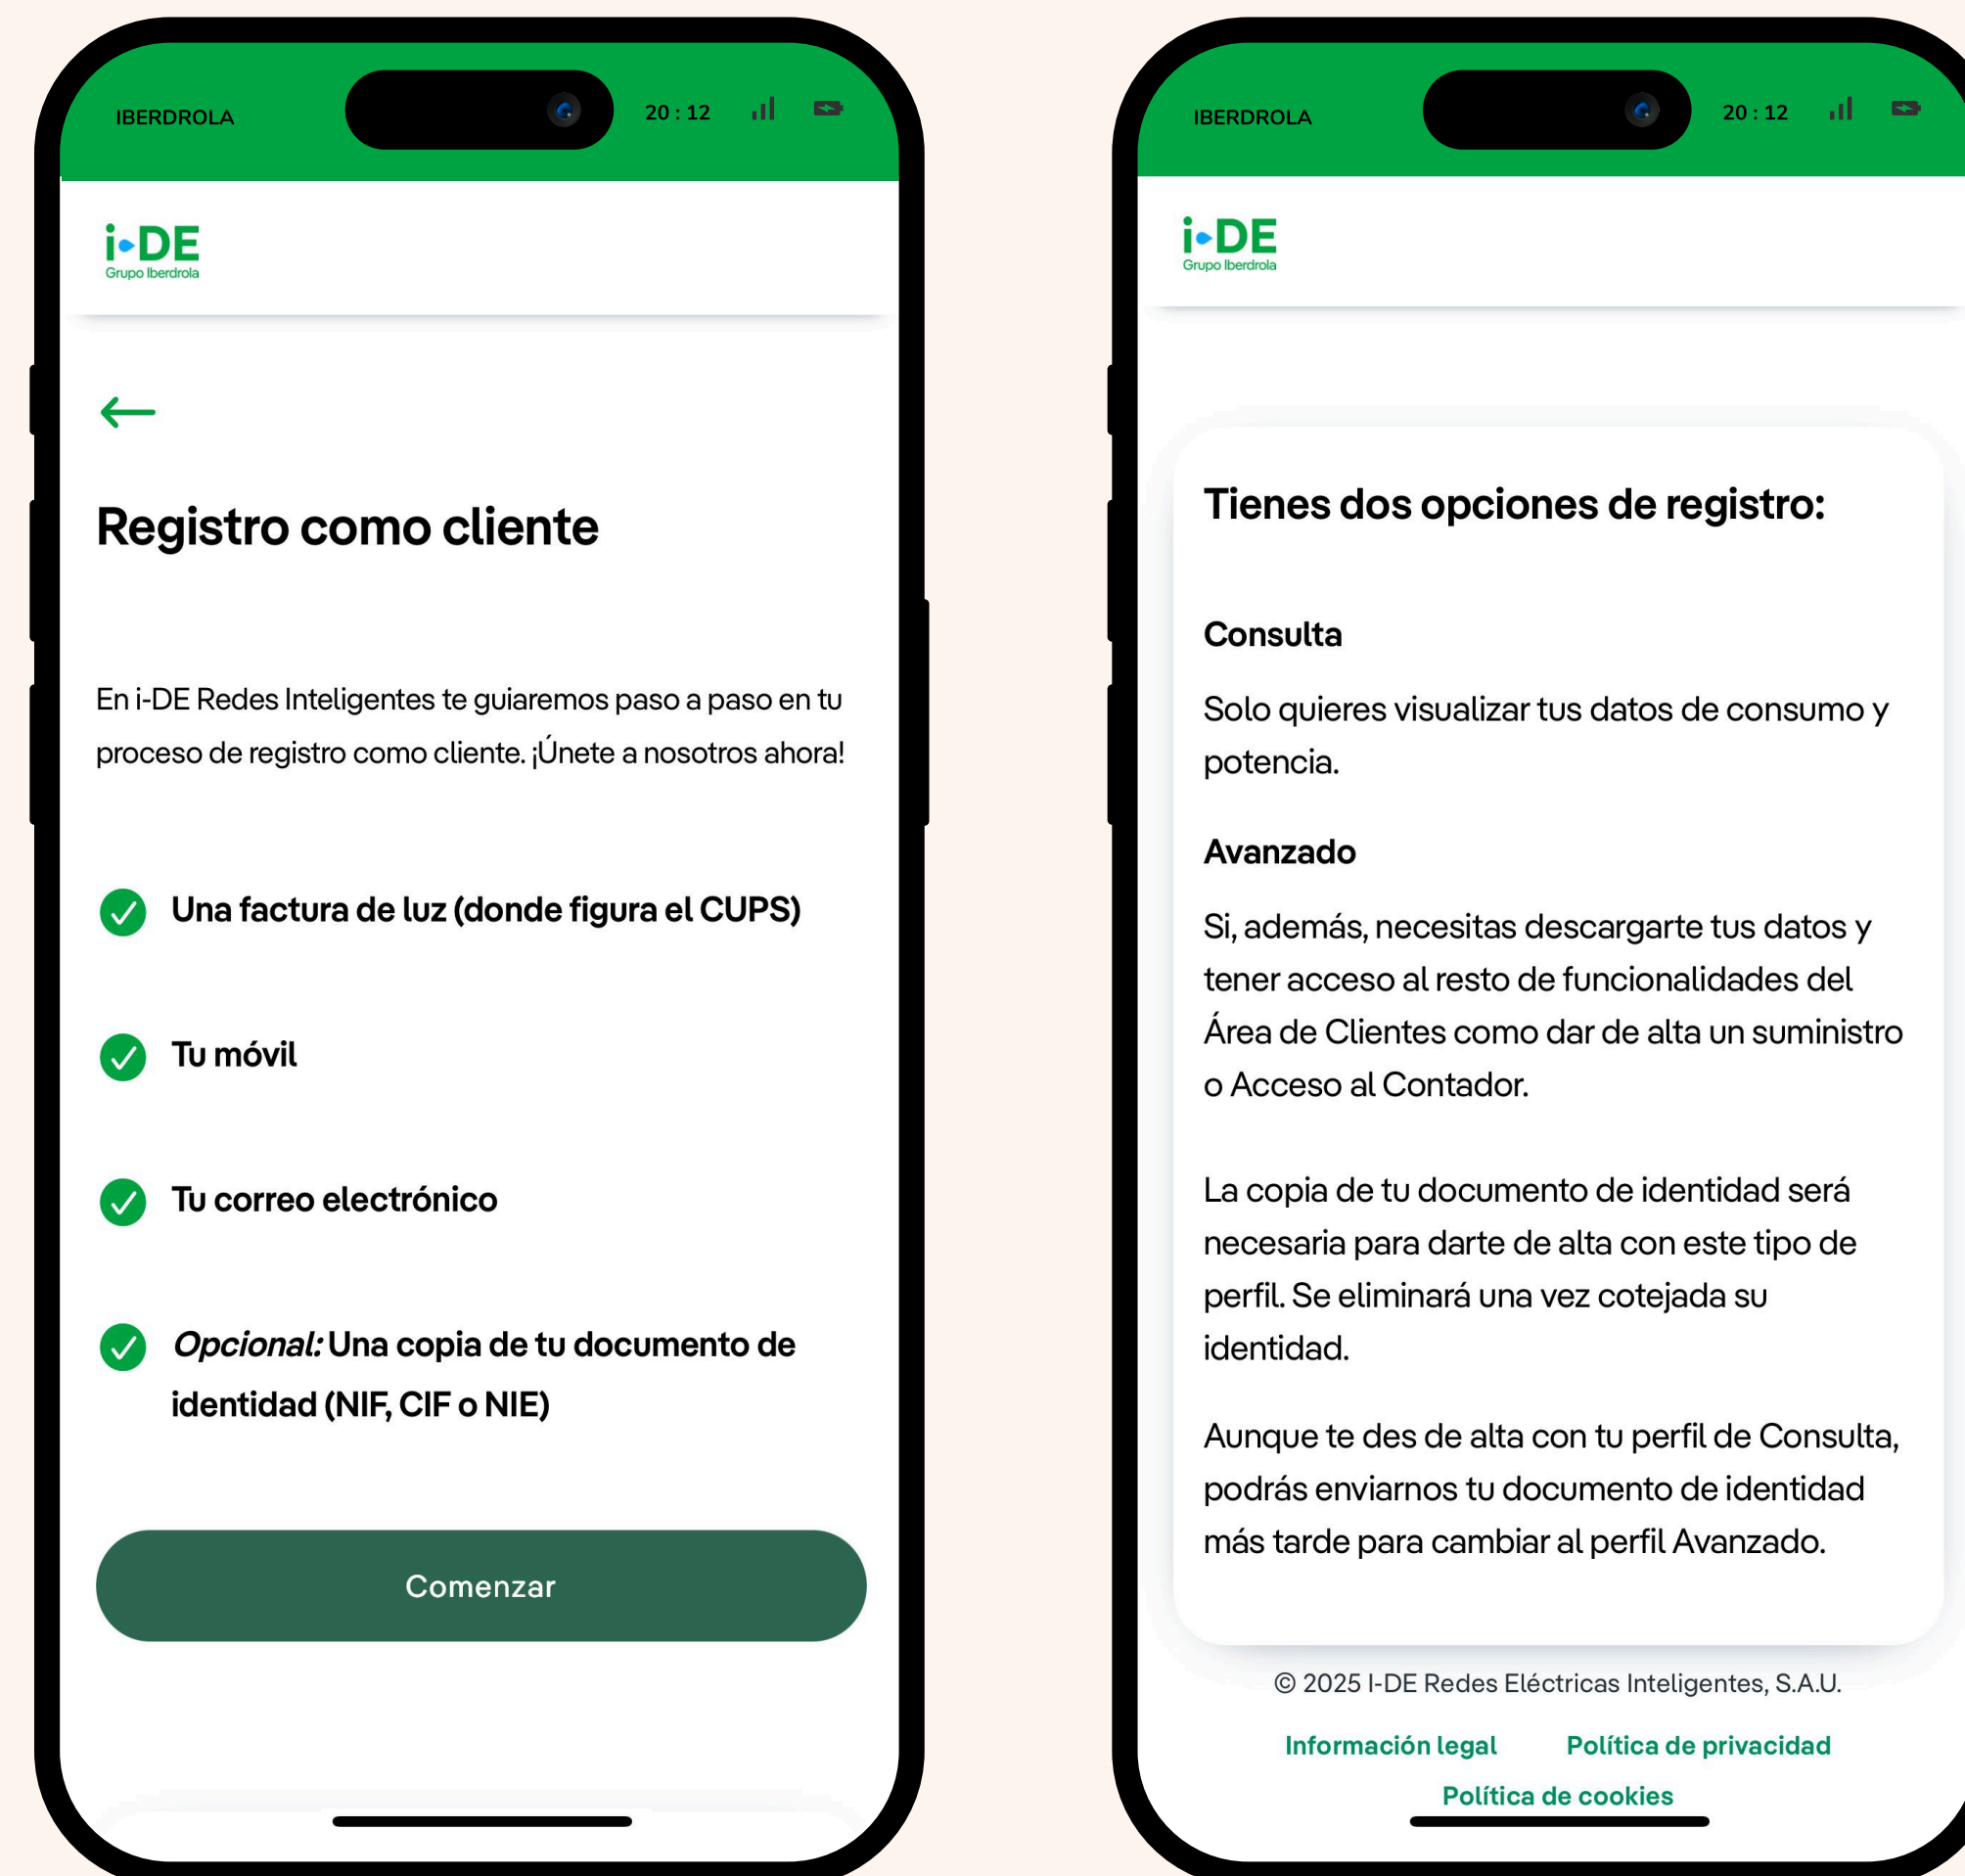 IBERDROLA
20 : 12
i-DE
Grupo Iberdrola
Registro como cliente
En i-DE Redes Inteligentes te guiaremos paso a paso en tu
proceso de registro como cliente. ¡Únete a nosotros ahora!
Una factura de luz (donde figura el CUPS)
Tu móvil
Tu correo electrónico
Opcional: Una copia de tu documento de
identidad (NIF, CIF o NIE)
Comenzar
IBERDROLA
20 : 12
i-DE
Grupo Iberdrola
Tienes dos opciones de registro:
Consulta
Solo quieres visualizar tus datos de consumo y
potencia.
Avanzado
Si, además, necesitas descargarte tus datos y
tener acceso al resto de funcionalidades del
Área de Clientes como dar de alta un suministro
o Acceso al Contador.
La copia de tu documento de identidad será
necesaria para darte de alta con este tipo de
perfil. Se eliminará una vez cotejada su
identidad.
Aunque te des de alta con tu perfil de Consulta,
podrás enviarnos tu documento de identidad
más tarde para cambiar al perfil Avanzado.
© 2025 I-DE Redes Eléctricas Inteligentes, S.A.U.
Información legal Política de privacidad
Política de cookies